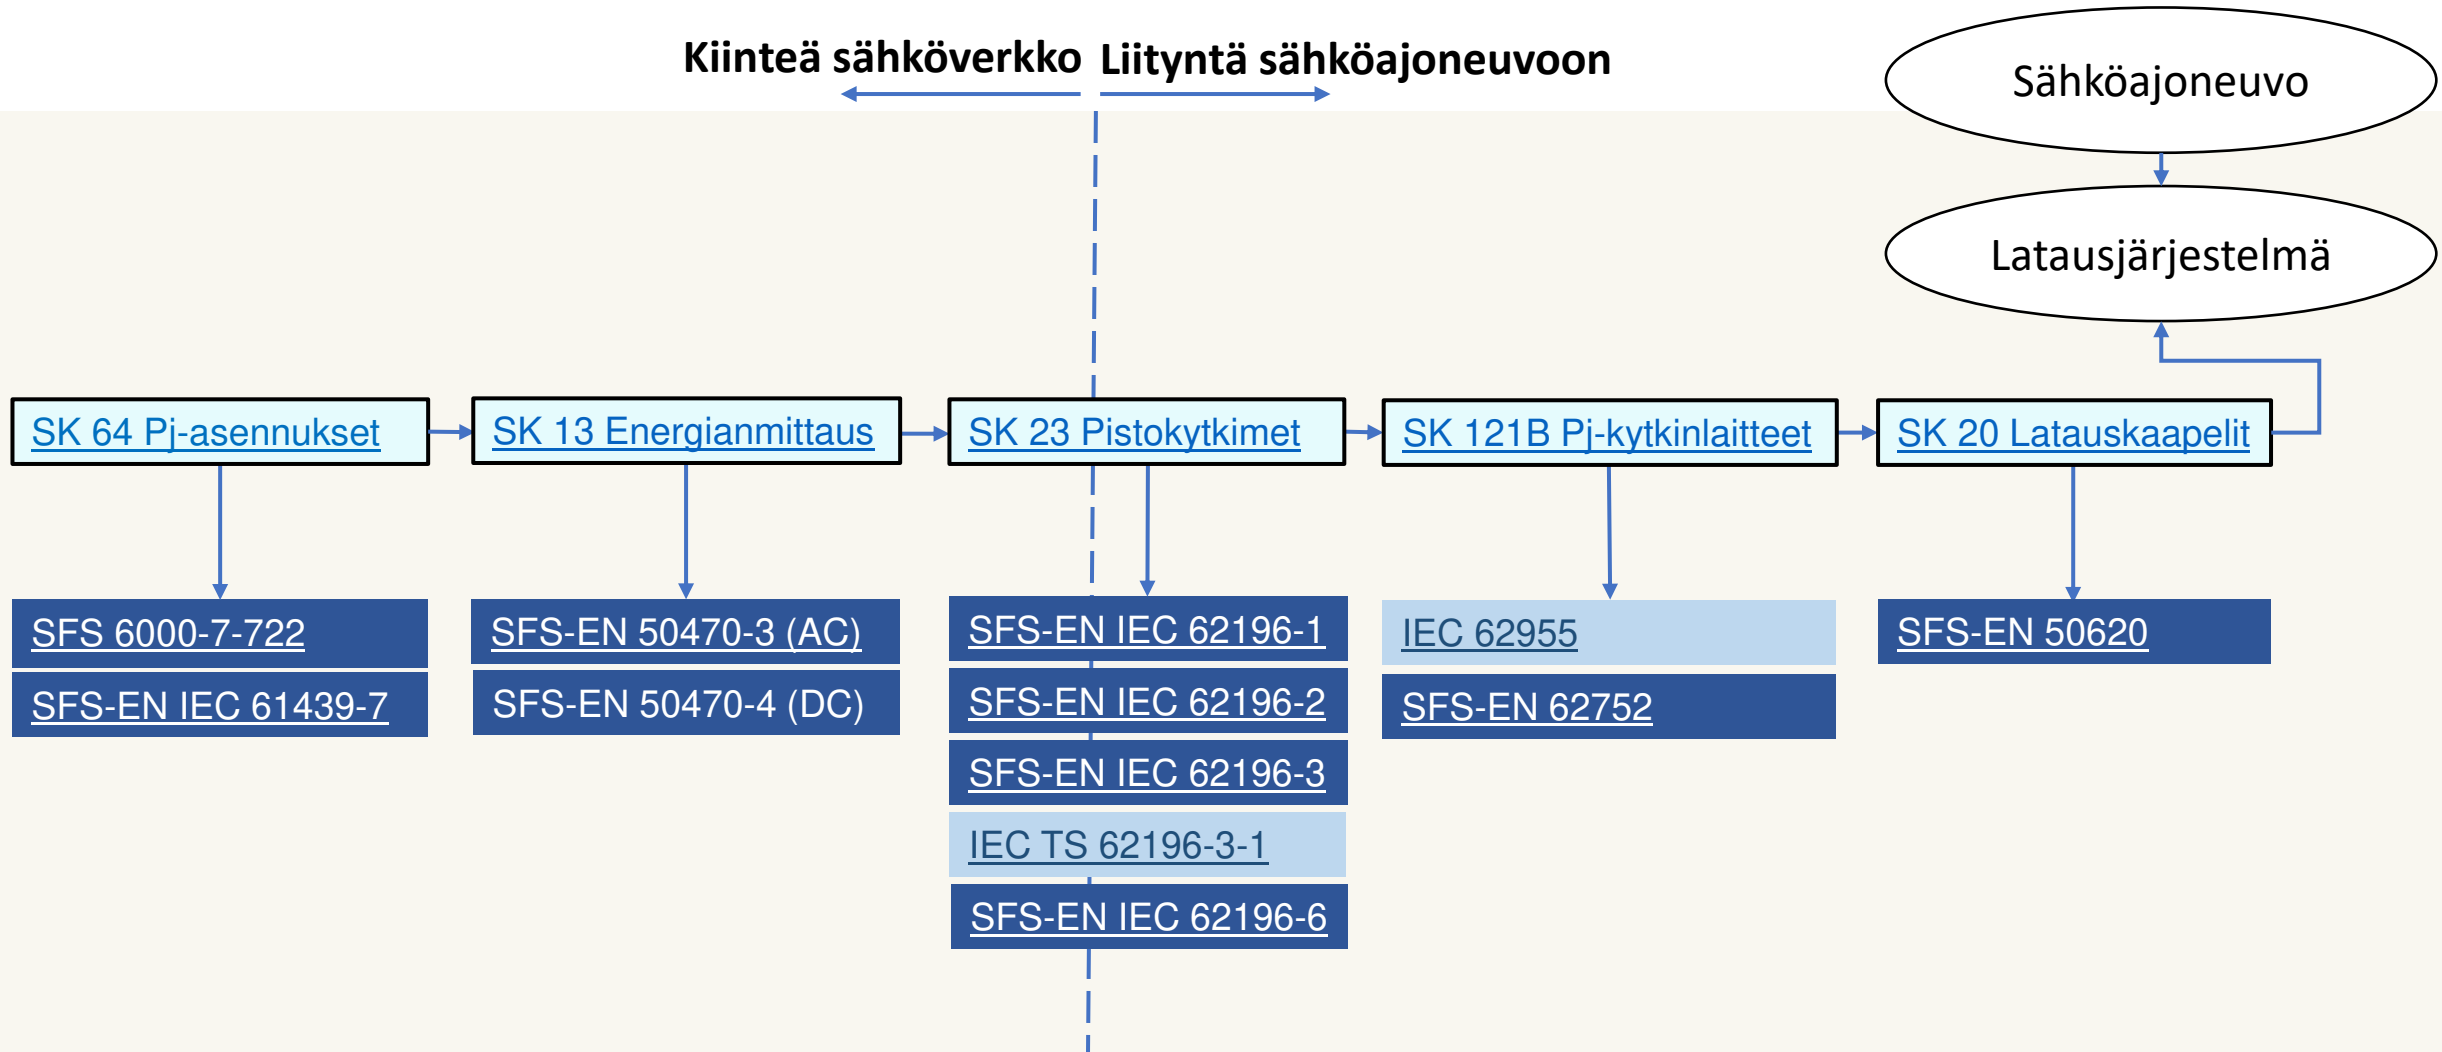 Kiinteä sähköverkko
Liityntä sähköajoneuvoon
Sähköajoneuvo
Latausjärjestelmä
SK 64 Pj-asennukset
SK 13 Energianmittaus
SK 23 Pistokytkimet
SK 121B Pj-kytkinlaitteet
SK 20 Latauskaapelit
SFS 6000-7-722
SFS-EN IEC 61439-7
SFS-EN 50470-3 (AC)
SFS-EN 50470-4 (DC)
SFS-EN IEC 62196-1
SFS-EN IEC 62196-2
SFS-EN IEC 62196-3
IEC TS 62196-3-1
SFS-EN IEC 62196-6
IEC 62955
SFS-EN 62752
SFS-EN 50620